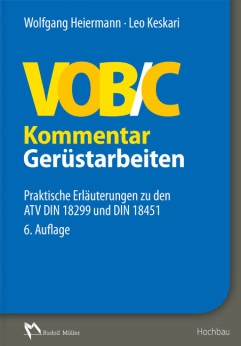 Wolfgang Heiermann · Leo Keskari
VOB/C
Kommentar
Gerüstarbeiten
Praktische Erläuterungen zu den
ATV DIN 18299 und DIN 18451
6. Auflage
Rudolf Müller
Hochbau